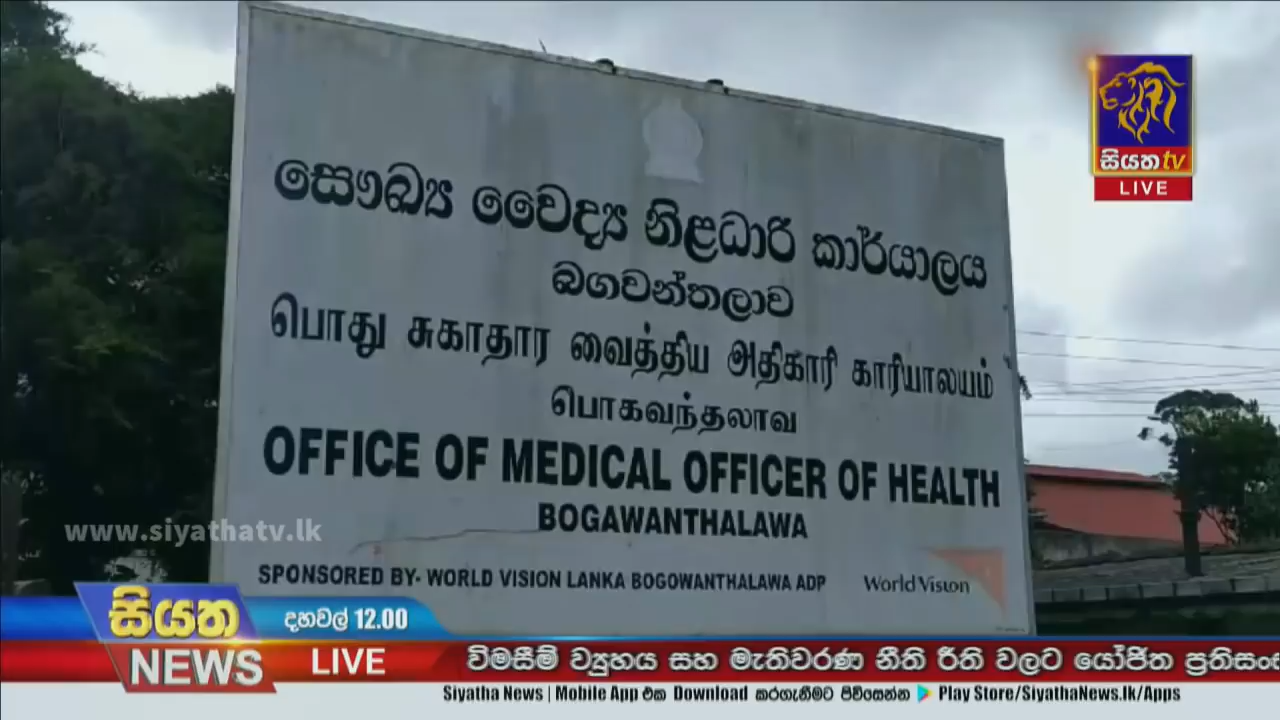 සියත tv
LIVE
සෞඛ්‍ය වෛද්‍ය නිළධාරි කාර්යාලය
බගවන්තලාව
பொது சுகாதார வைத்திய அதிகாரி காரியாலயம்
பொகவந்தலாவ
OFFICE OF MEDICAL OFFICER OF HEALTH
BOGAWANTHALAWA
www.siyathatv.lk
SPONSORED BY- WORLD VISION LANKA BOGOWANTHALAWA ADP World Vision
සියත දහවල් 12.00
NEWS LIVE විමසීම් ව්‍යුහය සහ මැතිවරණ නීති රීති වලට යෝජිත ප්‍රතිසං
Siyatha News | Mobile App එක Download කරගැනීමට පිවිසෙන්න Play Store/SiyathaNews.lk/Apps